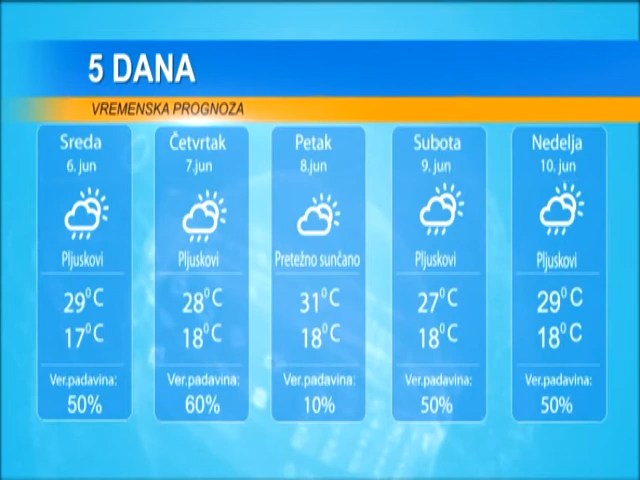 5 DANA
VREMENSKA PROGNOZA
Sreda
6. jun
Pljuskovi
29°C
17°C
Ver.padavina:
50%
Četvrtak
7.jun
Pljuskovi
28°C
18°C
Ver.padavina:
60%
Petak
8.jun
Pretežno sunčano
31°C
18°C
Ver.padavina:
10%
Subota
9. jun
Pljuskovi
27°C
18°C
Ver.padavina:
50%
Nedelja
10. jun
Pljuskovi
29°C
18°C
Ver.padavina:
50%